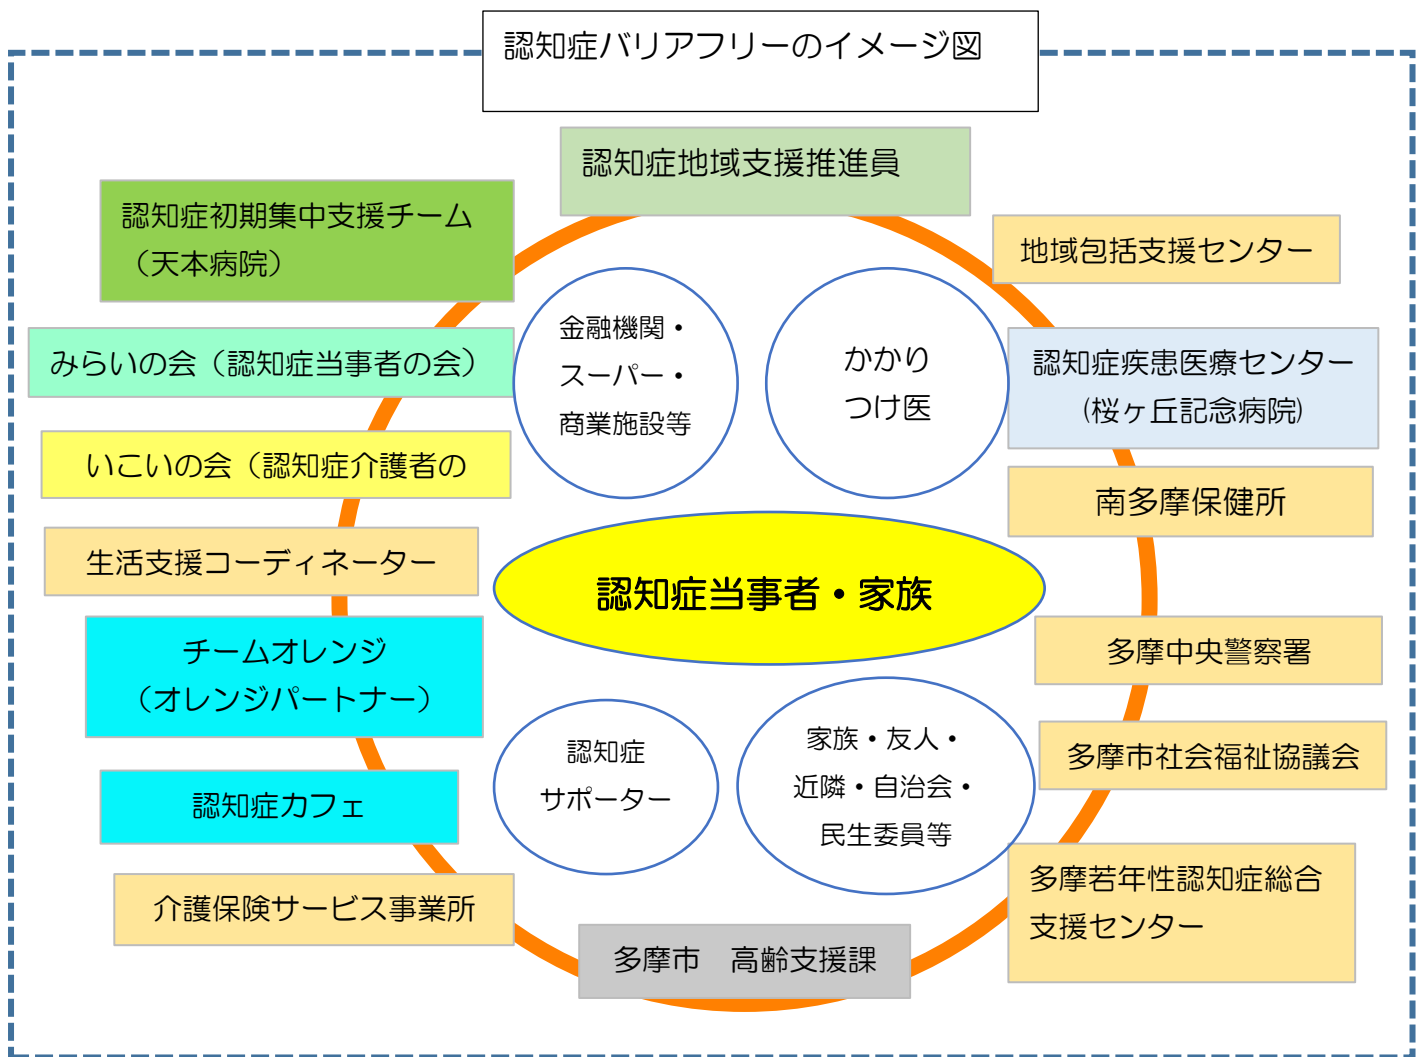 認知症バリアフリーのイメージ図
認知症地域支援推進員
認知症初期集中支援チーム
（天本病院）
地域包括支援センター
みらいの会（認知症当事者の会）
金融機関・
スーパー・
商業施設等
かかり
つけ医
認知症疾患医療センター
(桜ヶ丘記念病院)
いこいの会（認知症介護者の
南多摩保健所
生活支援コーディネーター
認知症当事者・家族
チームオレンジ
（オレンジパートナー）
多摩中央警察署
認知症
サポーター
家族・友人・
近隣・自治会・
民生委員等
多摩市社会福祉協議会
認知症カフェ
多摩若年性認知症総合
支援センター
介護保険サービス事業所
多摩市　高齢支援課